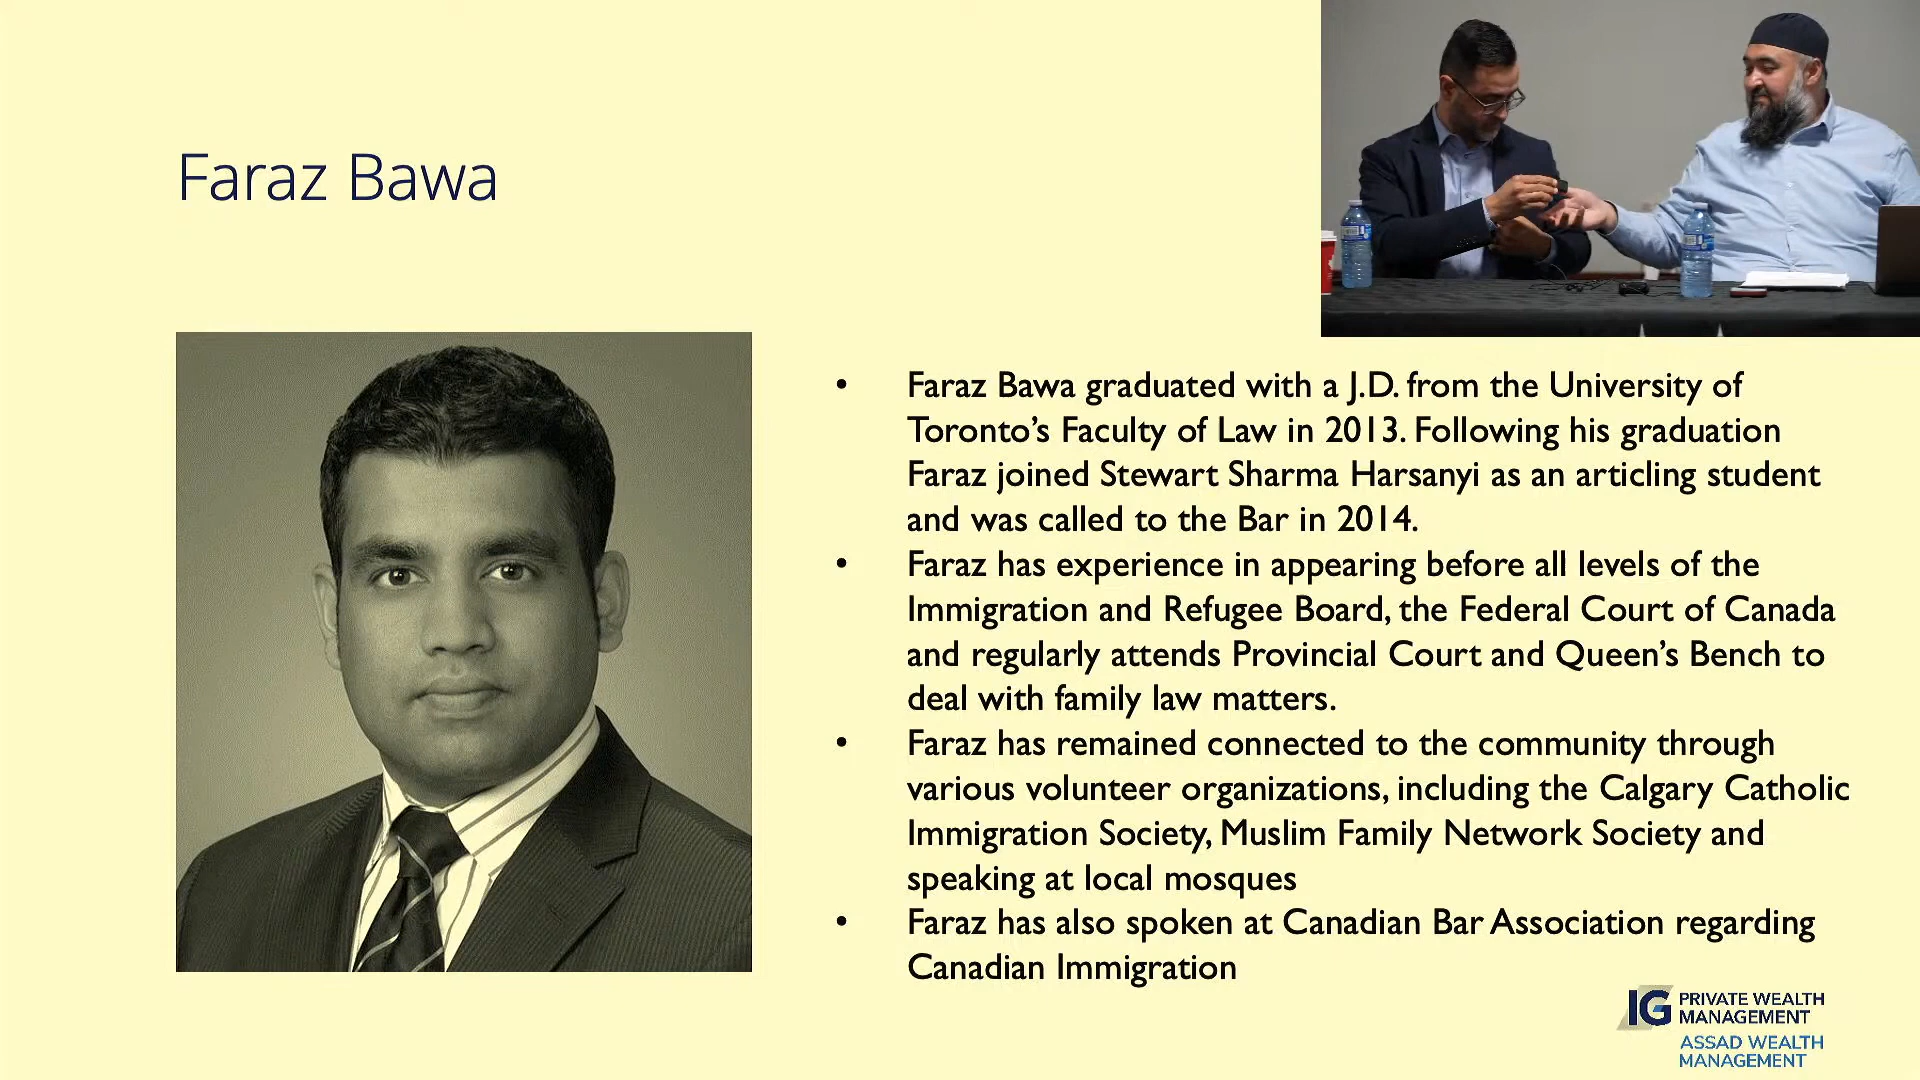 Faraz Bawa
• Faraz Bawa graduated with a J.D. from the University of
Toronto’s Faculty of Law in 2013. Following his graduation
Faraz joined Stewart Sharma Harsanyi as an articling student
and was called to the Bar in 2014.
• Faraz has experience in appearing before all levels of the
Immigration and Refugee Board, the Federal Court of Canada
and regularly attends Provincial Court and Queen’s Bench to
deal with family law matters.
• Faraz has remained connected to the community through
various volunteer organizations, including the Calgary Catholic
Immigration Society, Muslim Family Network Society and
speaking at local mosques
• Faraz has also spoken at Canadian Bar Association regarding
Canadian Immigration
IG PRIVATE WEALTH
MANAGEMENT
ASSAD WEALTH
MANAGEMENT